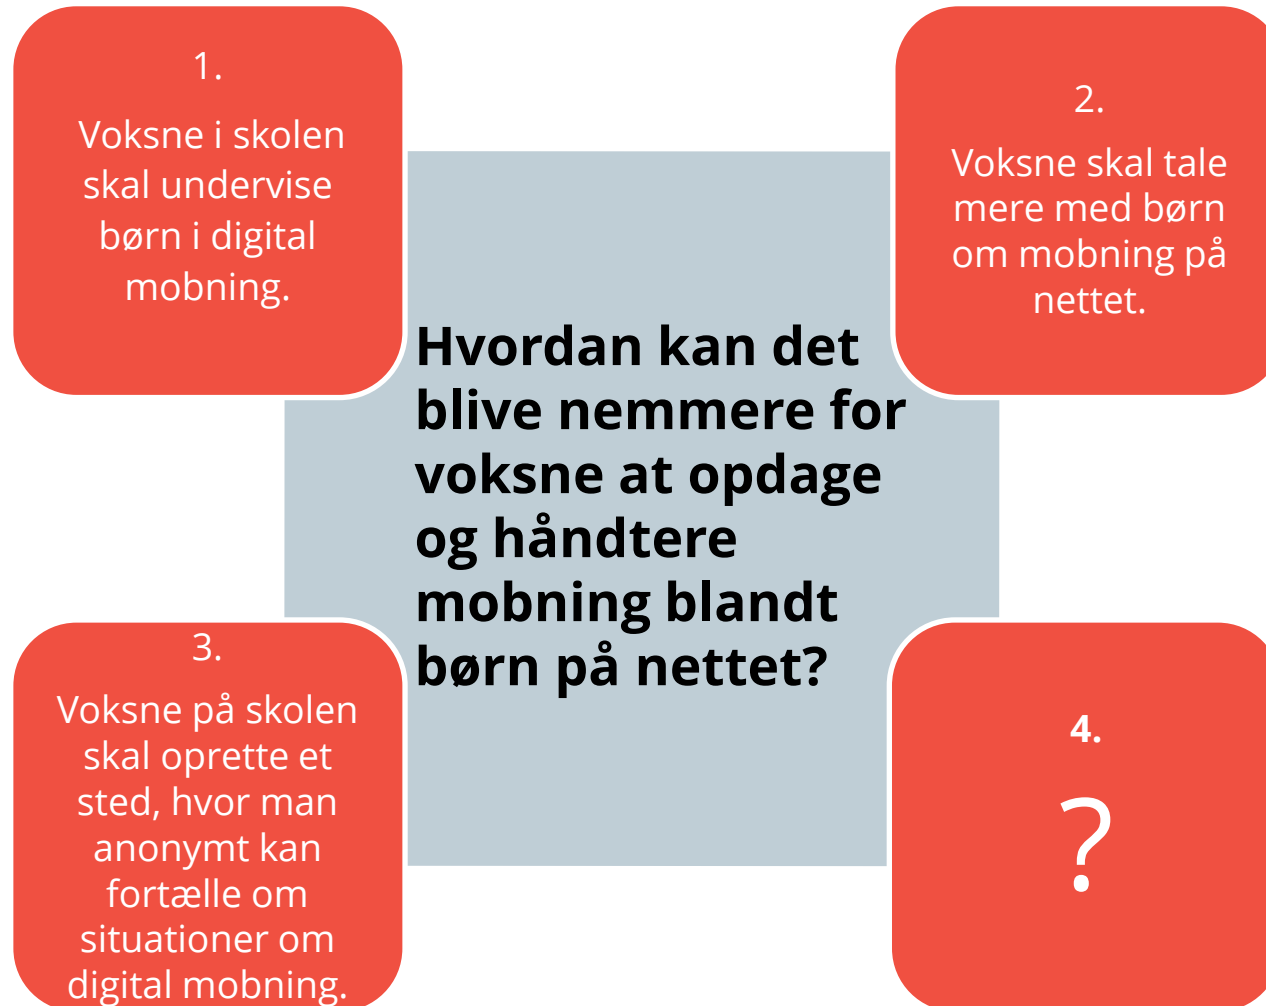 1.
Voksne i skolen
skal undervise
børn i digital
mobning.
2.
Voksne skal tale
mere med børn
om mobning på
nettet.
Hvordan kan det
blive nemmere for
voksne at opdage
og håndtere
mobning blandt
børn på nettet?
3.
Voksne på skolen
skal oprette et
sted, hvor man
anonymt kan
fortælle om
situationer om
digital mobning.
4.
?